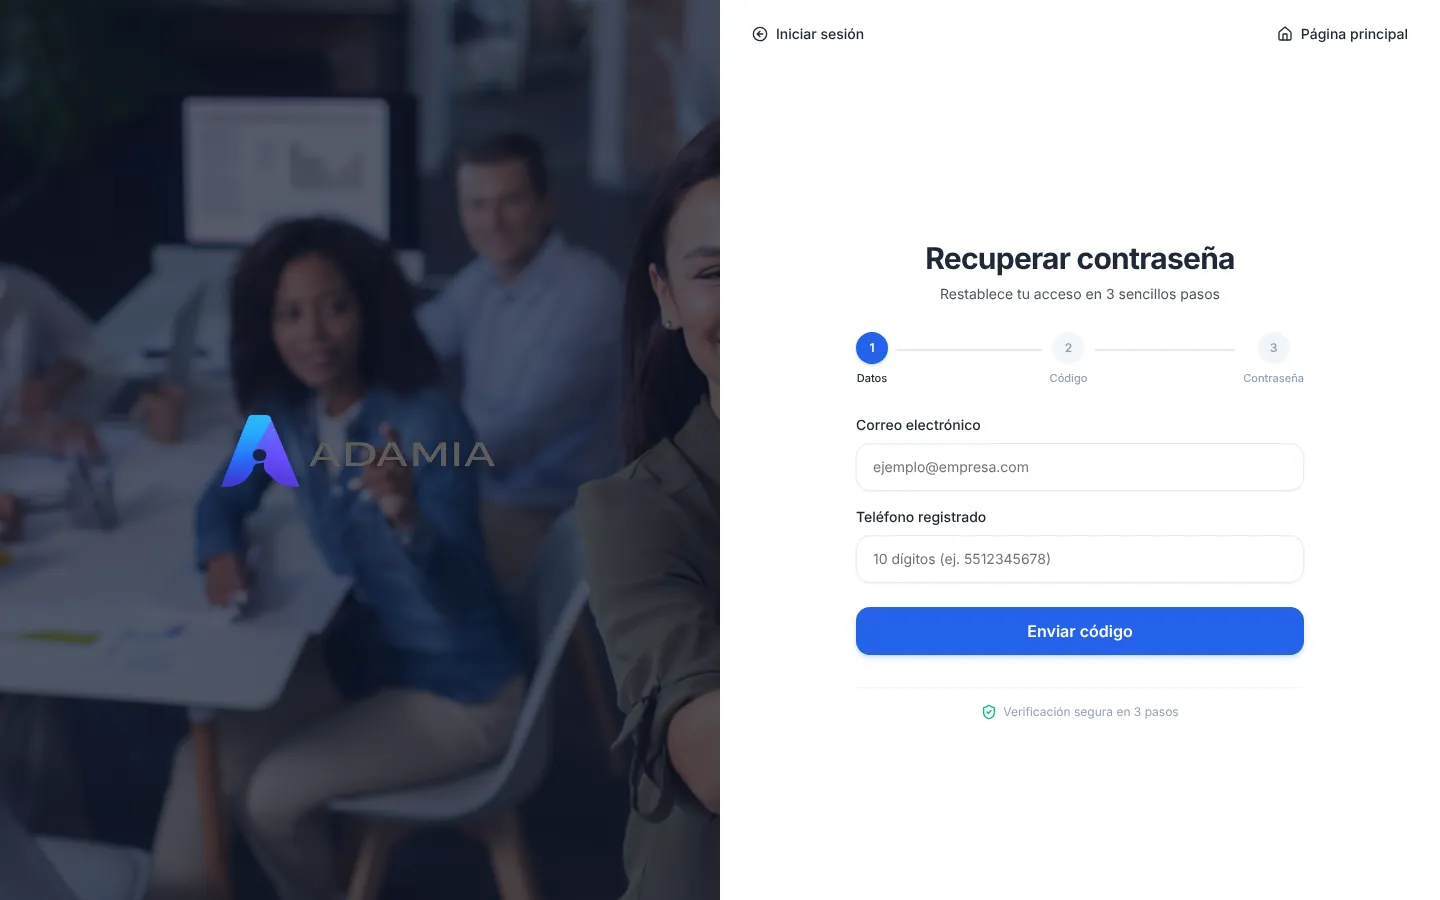 ADAMIA
Iniciar sesión
Página principal
Recuperar contraseña
Restablece tu acceso en 3 sencillos pasos
1
2
3
Datos
Código
Contraseña
Correo electrónico
ejemplo@empresa.com
Teléfono registrado
10 dígitos (ej. 5512345678)
Enviar código
Verificación segura en 3 pasos